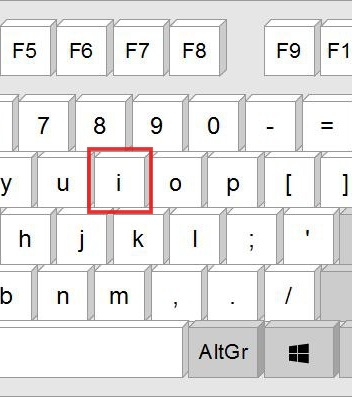 F5 F6 F7 F8 F9 F1
7 8 9 0 - =
y u i o p [ ]
h j k l ; '
b n m , . /
AltGr